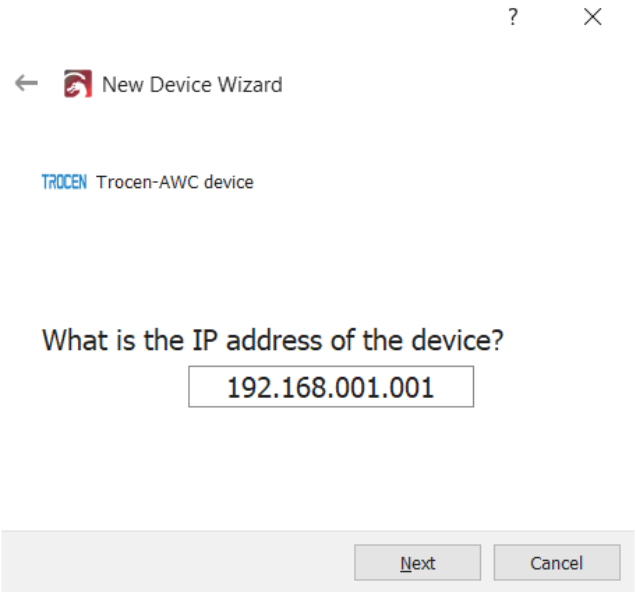 ?
New Device Wizard
TROCEN Trocen-AWC device
What is the IP address of the device?
192.168.001.001
Next Cancel